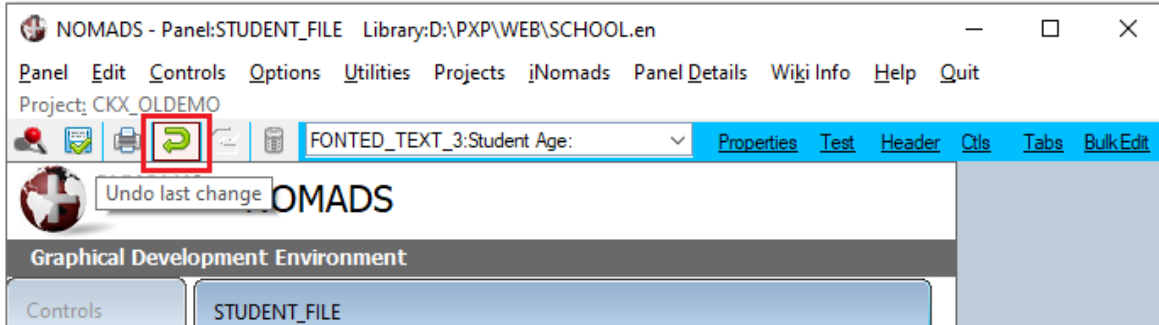 NOMADS - Panel:STUDENT_FILE Library:D:\PXP\WEB\SCHOOL.en
Panel Edit Controls Options Utilities Projects iNomads Panel Details Wiki Info Help Quit
Project: CKX_OLDEMO
FONTED_TEXT_3:Student Age: Properties Test Header Ctls Tabs Bulk Edit
Undo last change
NOMADS
Graphical Development Environment
Controls STUDENT_FILE